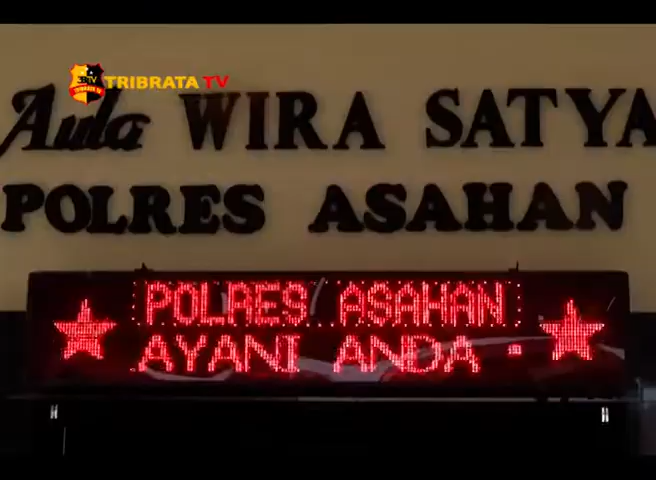 TRIBRATA TV
Aula WIRA SATYA
POLRES ASAHAN
POLRES ASAHAN
AYANI ANDA